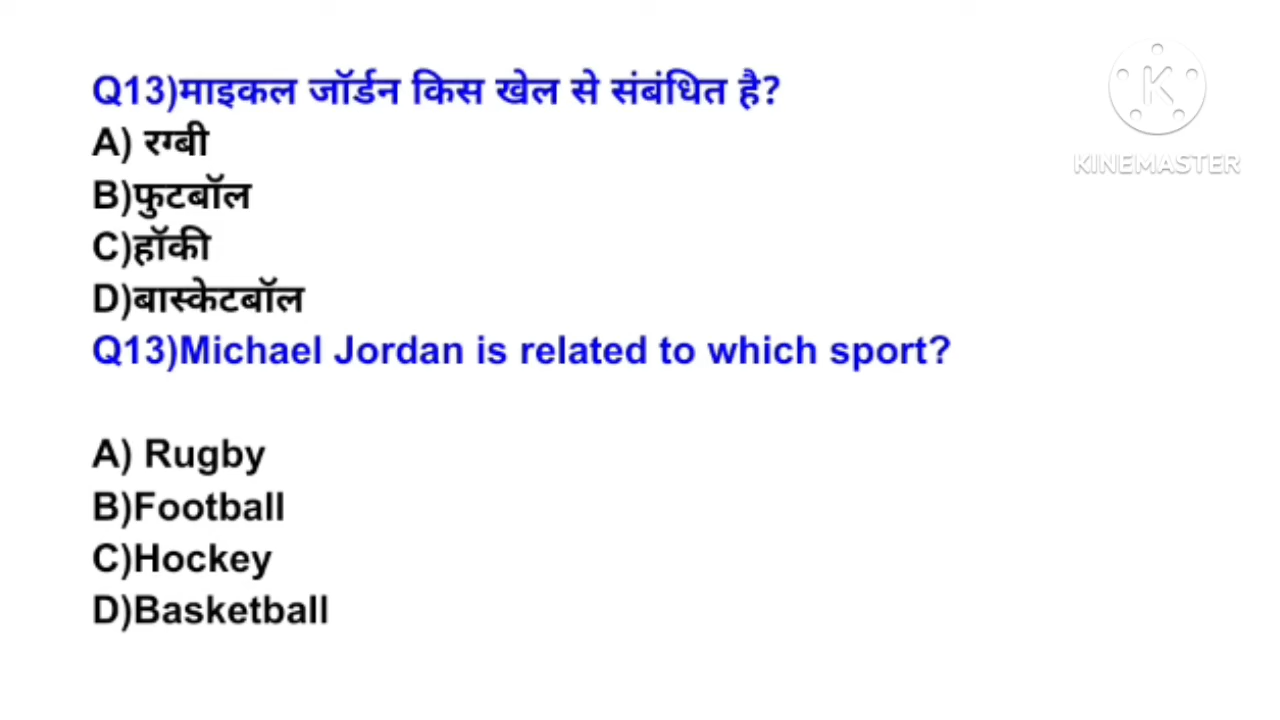 Q13)माइकल जॉर्डन किस खेल से संबंधित है?
A) रग्बी
B)फुटबॉल
C)हॉकी
D)बास्केटबॉल
Q13)Michael Jordan is related to which sport?
A) Rugby
B)Football
C)Hockey
D)Basketball
K
KINEMASTER